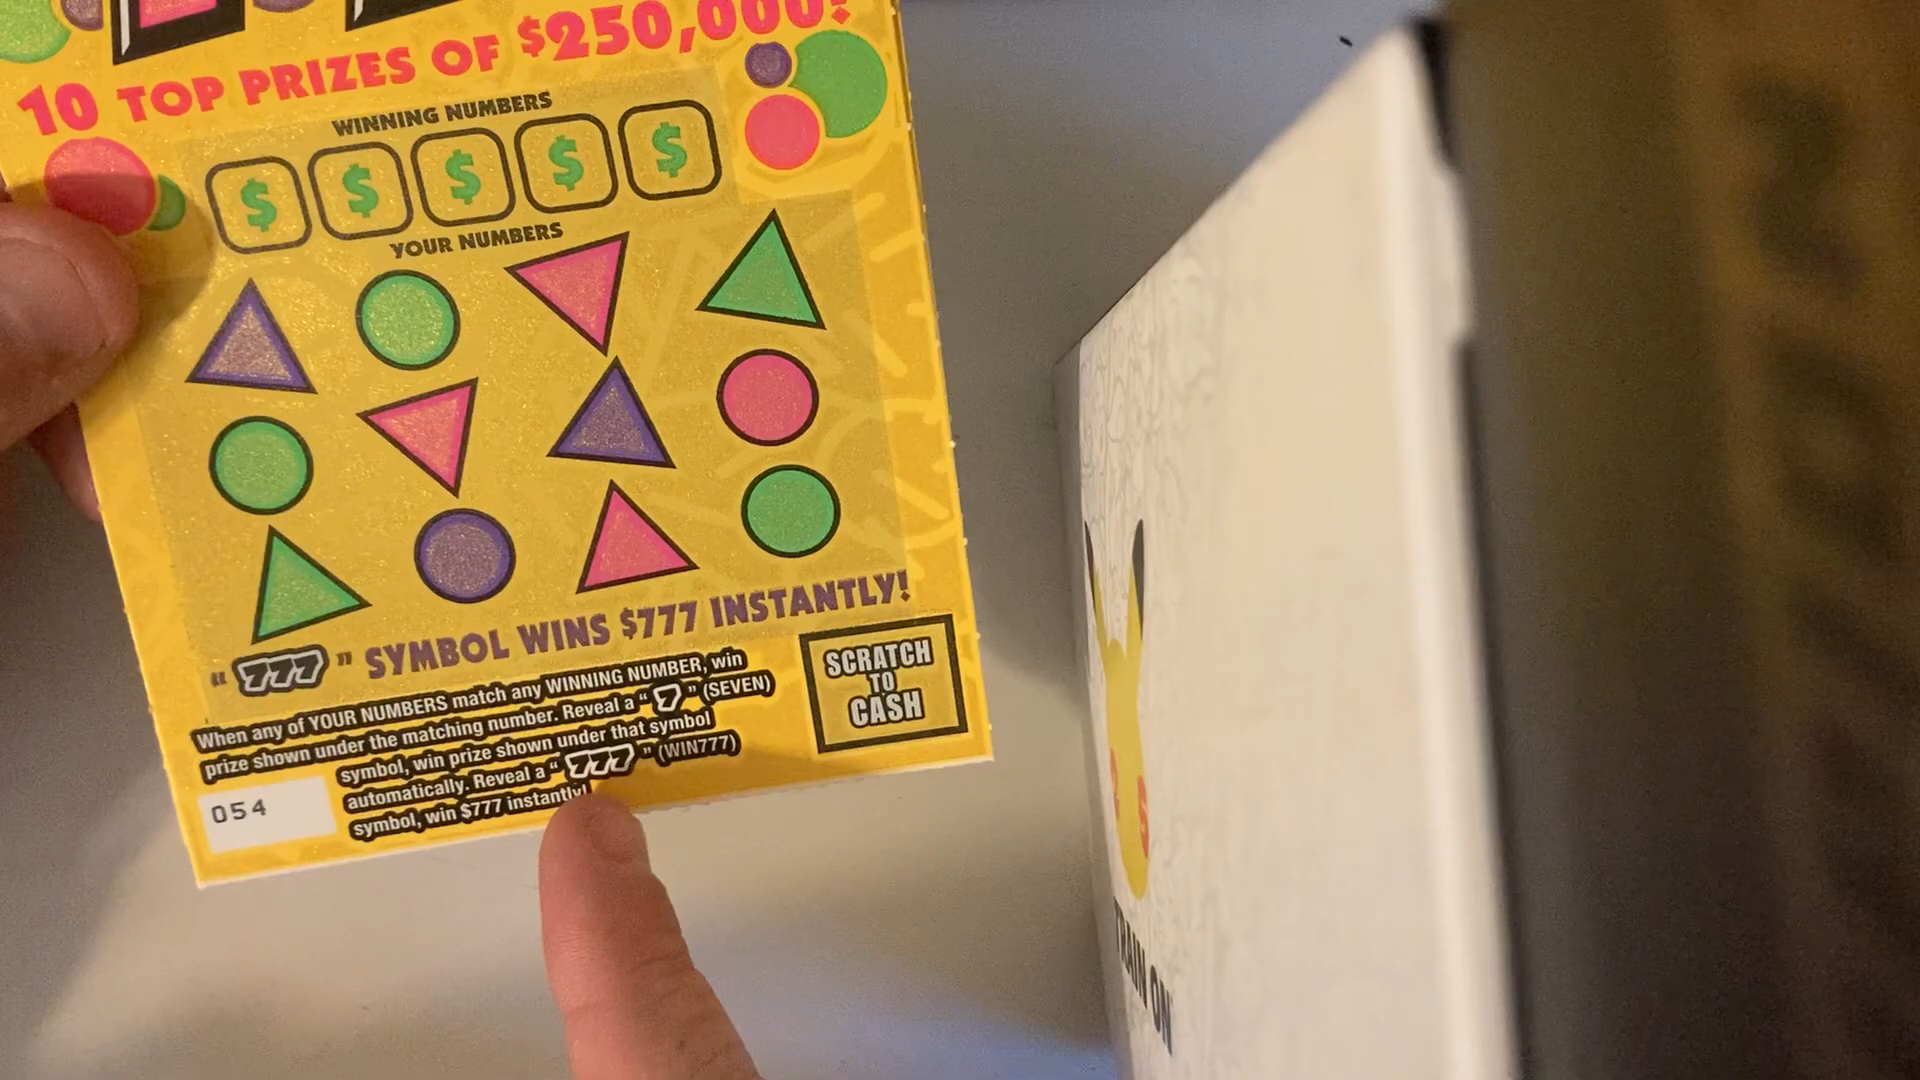 10 TOP PRIZES OF $250,000!
WINNING NUMBERS
$ $ $ $ $
YOUR NUMBERS
"777" SYMBOL WINS $777 INSTANTLY!
When any of YOUR NUMBERS match any WINNING NUMBER, win
prize shown under the matching number. Reveal a "7" (SEVEN)
symbol, win prize shown under that symbol
automatically. Reveal a "777" (WIN777)
symbol, win $777 instantly!
054
SCRATCH
TO
CASH
TRAIN ON